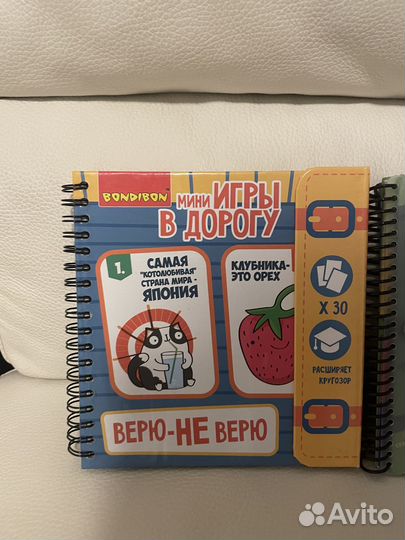 BONDIBON
МИНИ ИГРЫ
В ДОРОГУ
1.
САМАЯ
"КОТОЛЮБИВАЯ"
СТРАНА МИРА -
ЯПОНИЯ
КЛУБНИКА-
ЭТО ОРЕХ
X 30
РАСШИРЯЕТ
КРУГОЗОР
ВЕРЮ-НЕ ВЕРЮ
Avito